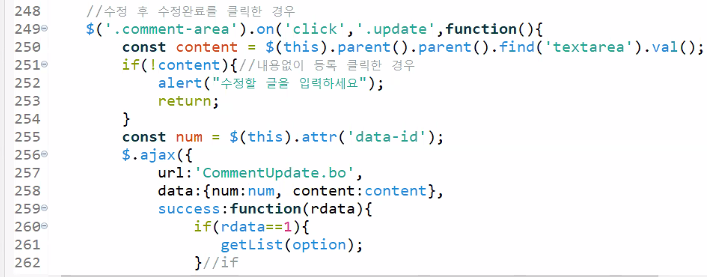 248 //수정 후 수정완료를 클릭한 경우
249 $('.comment-area').on('click','.update',function(){
250 const content = $(this).parent().parent().find('textarea').val();
251 if(!content){//내용없이 등록 클릭한 경우
252 alert("수정할 글을 입력하세요");
253 return;
254 }
255 const num = $(this).attr('data-id');
256 $.ajax({
257 url:'CommentUpdate.bo',
258 data:{num:num, content:content},
259 success:function(rdata){
260 if(rdata==1){
261 getList(option);
262 }//if